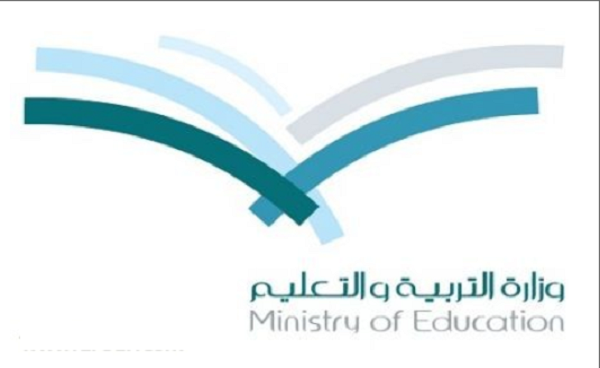 وزارة التربية والتعليم
Ministry of Education